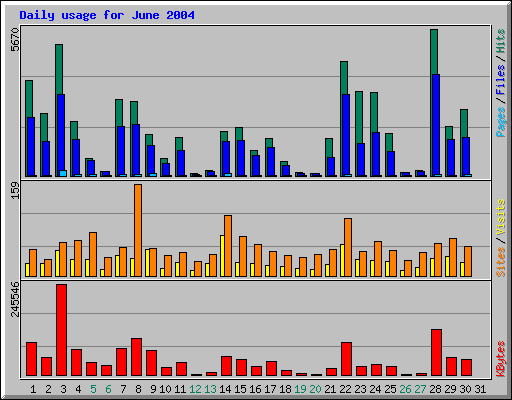 Daily usage for June 2004
5670
Pages / Files / Hits
159
Sites / Visits
245546
KBytes
1 2 3 4 5 6 7 8 9 10 11 12 13 14 15 16 17 18 19 20 21 22 23 24 25 26 27 28 29 30 31